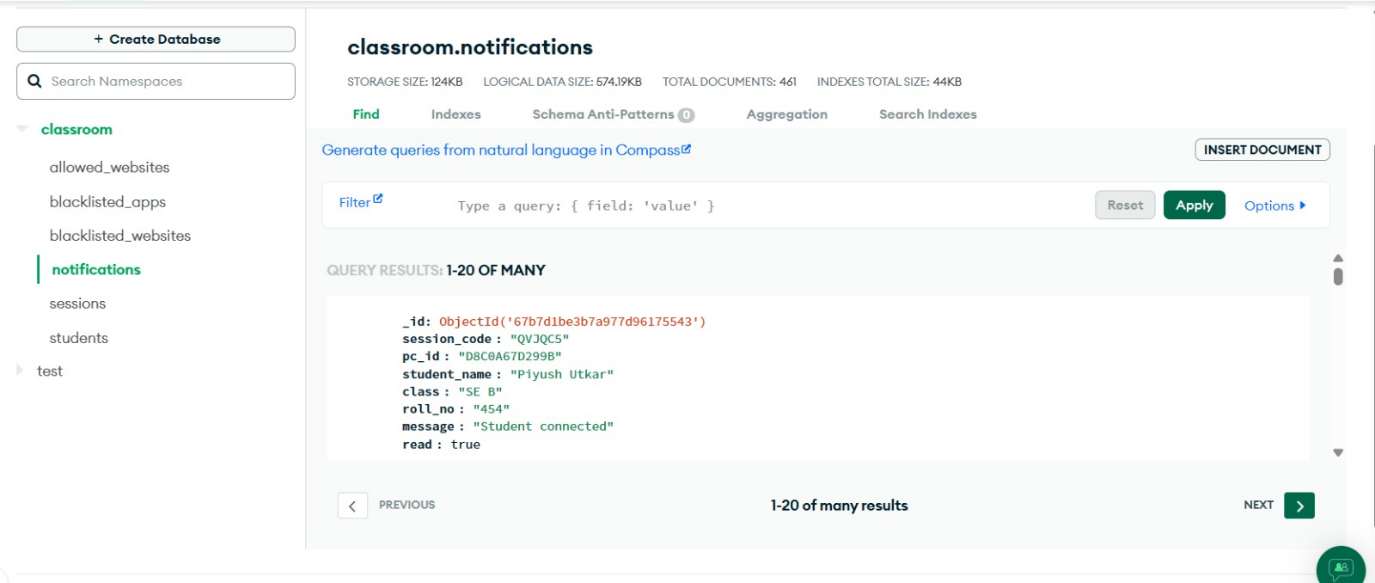 + Create Database
Search Namespaces
classroom
allowed_websites
blacklisted_apps
blacklisted_websites
notifications
sessions
students
test
classroom.notifications
STORAGE SIZE: 124KB LOGICAL DATA SIZE: 574.19KB TOTAL DOCUMENTS: 461 INDEXES TOTAL SIZE: 44KB
Find Indexes Schema Anti-Patterns 0 Aggregation Search Indexes
Generate queries from natural language in Compass
INSERT DOCUMENT
Filter Type a query: { field: 'value' } Reset Apply Options
QUERY RESULTS: 1-20 OF MANY
_id: ObjectId('67b7d1be3b7a977d96175543')
session_code : "QVJQC5"
pc_id : "D8C0A67D299B"
student_name : "Piyush Utkar"
class : "SE B"
roll_no : "454"
message : "Student connected"
read : true
PREVIOUS 1-20 of many results NEXT